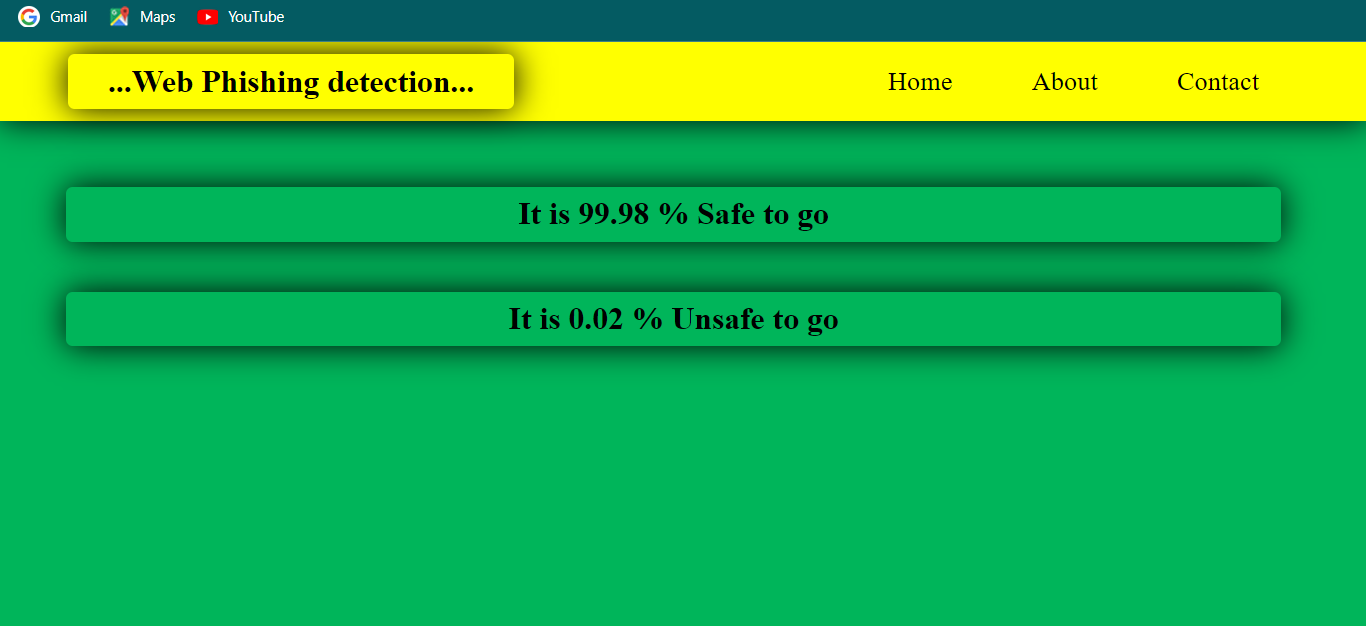 Gmail Maps YouTube
...Web Phishing detection... Home About Contact
It is 99.98 % Safe to go
It is 0.02 % Unsafe to go